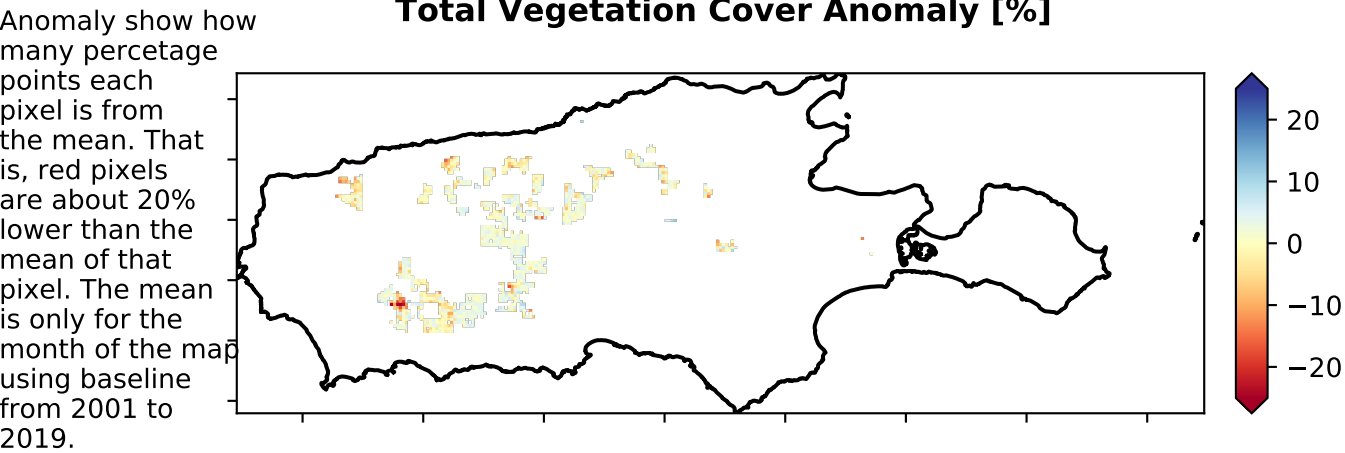 Total Vegetation Cover Anomaly [%]
Anomaly show how
many percetage
points each
pixel is from
the mean. That
is, red pixels
are about 20%
lower than the
mean of that
pixel. The mean
is only for the
month of the map
using baseline
from 2001 to
2019.
20
10
0
−10
−20